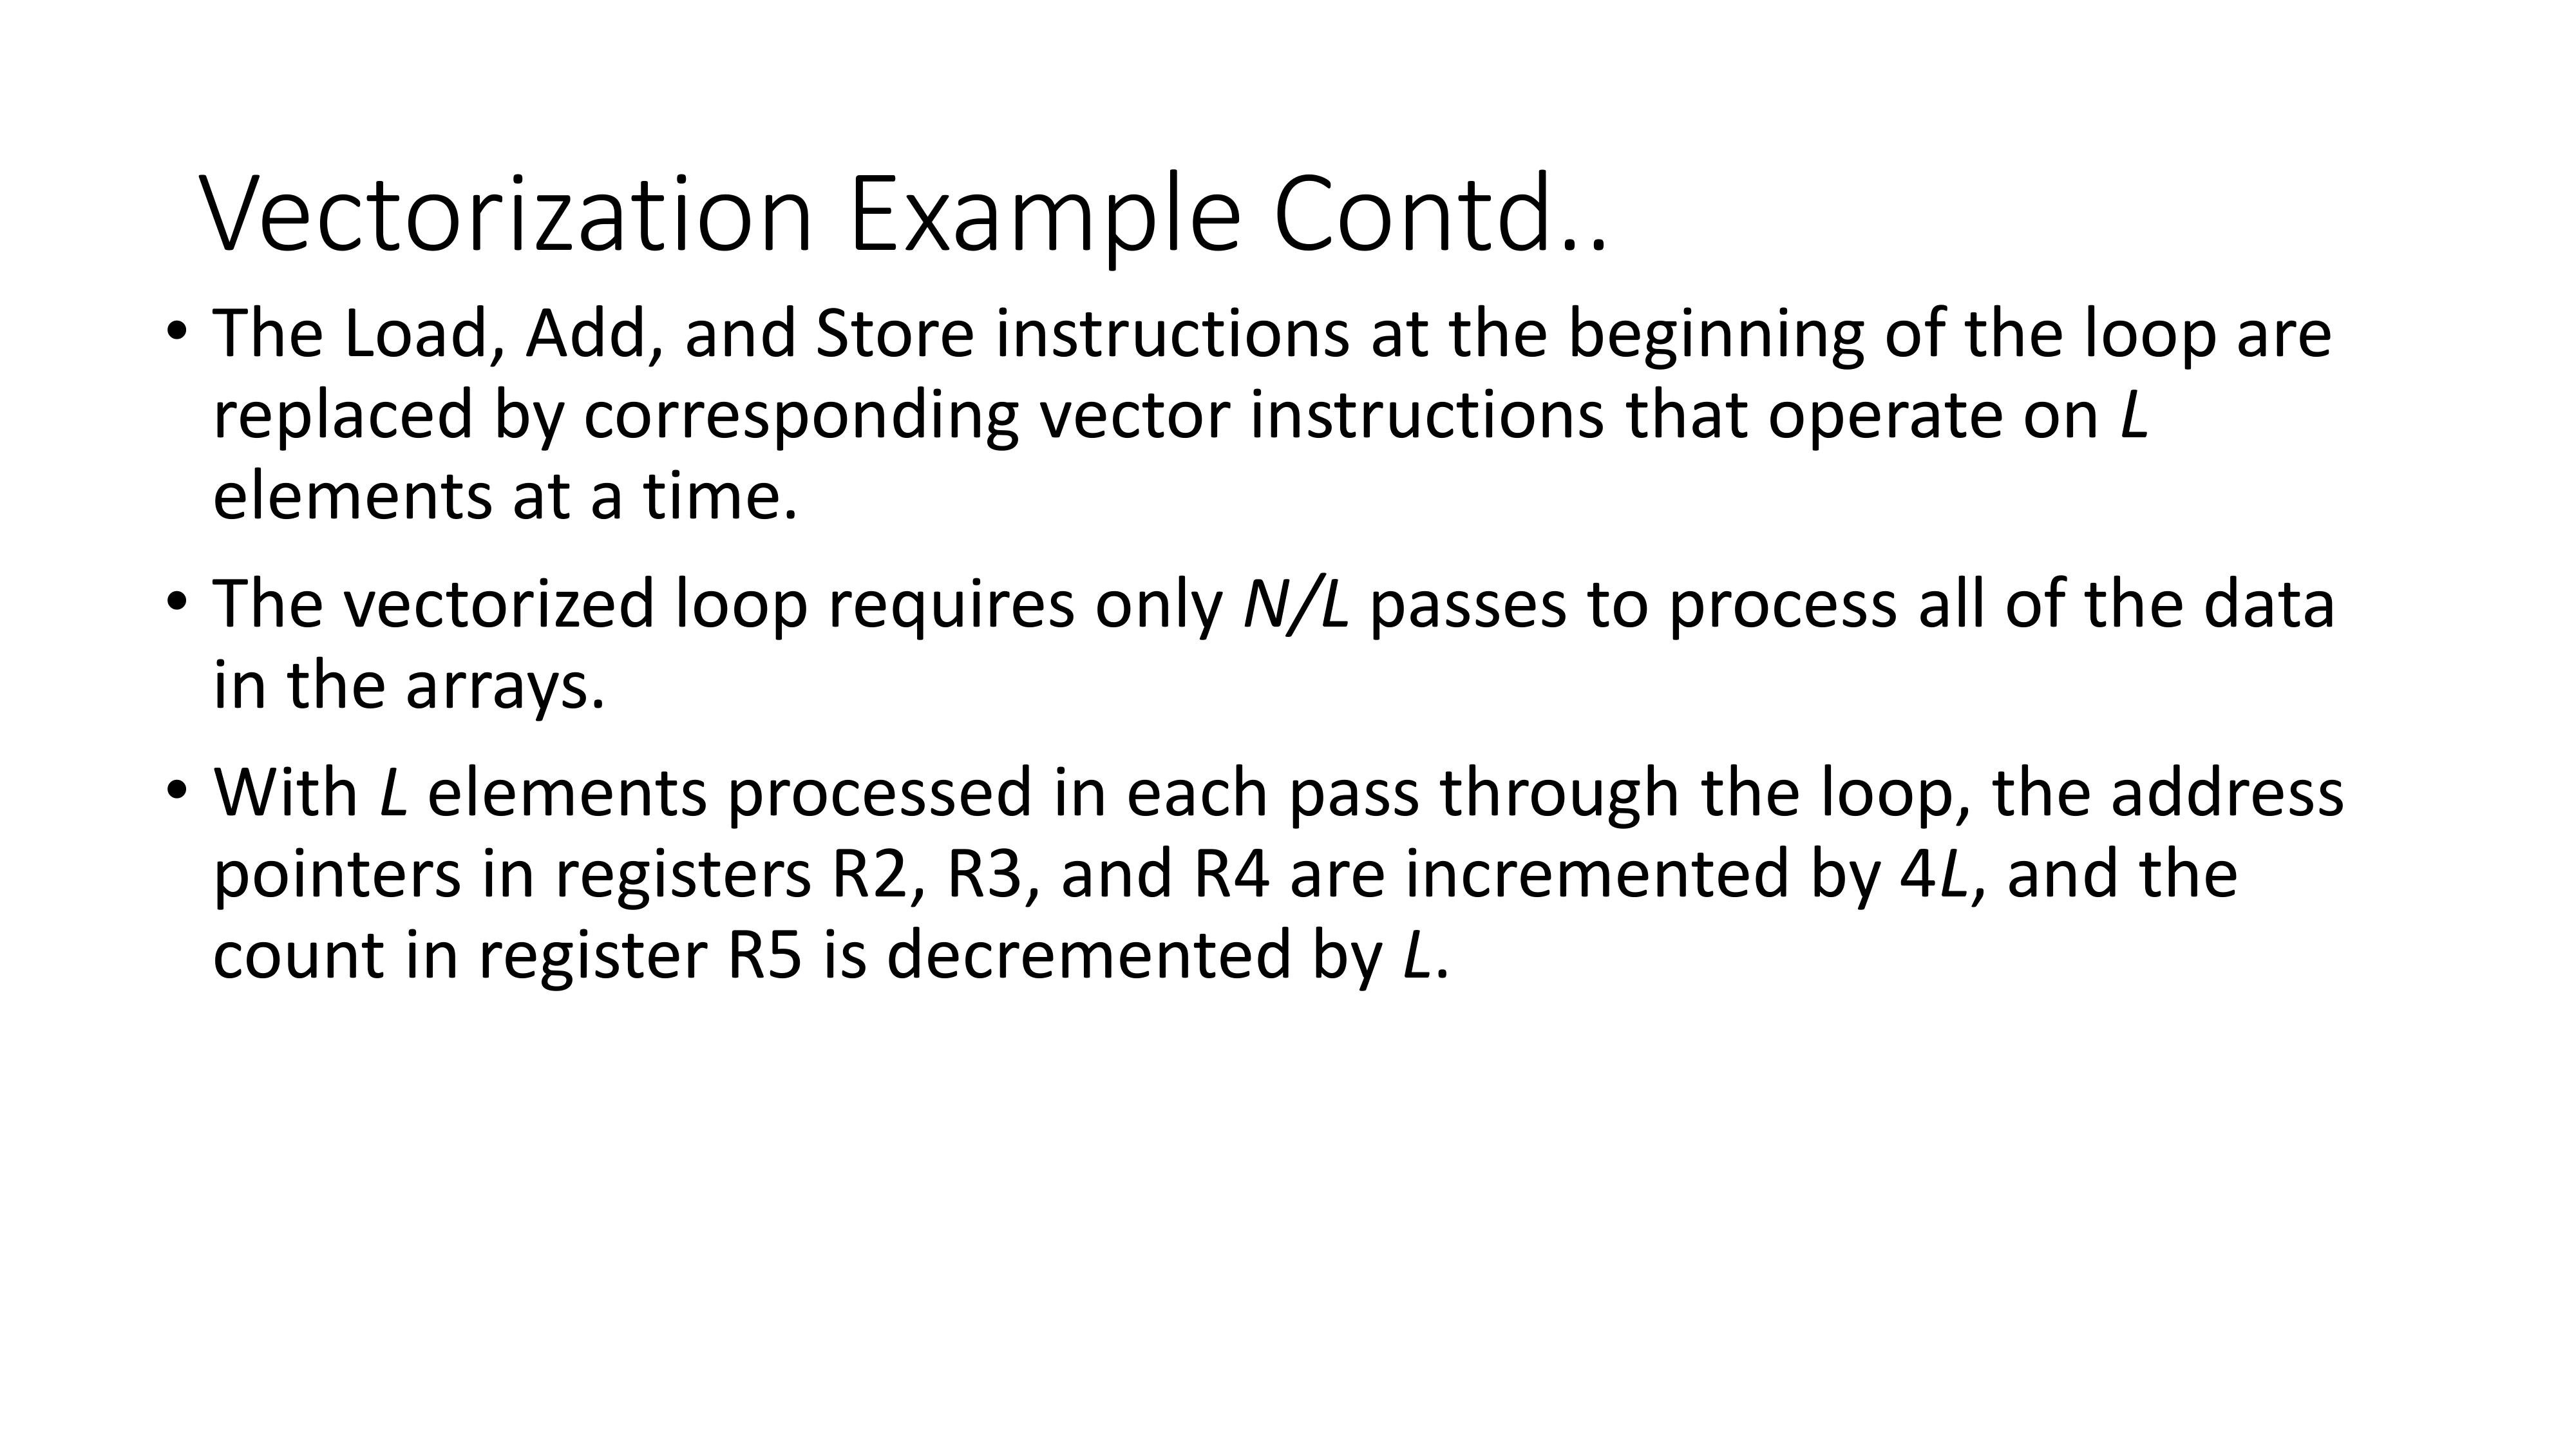 Vectorization Example Contd..
• The Load, Add, and Store instructions at the beginning of the loop are
replaced by corresponding vector instructions that operate on L
elements at a time.
• The vectorized loop requires only N/L passes to process all of the data
in the arrays.
• With L elements processed in each pass through the loop, the address
pointers in registers R2, R3, and R4 are incremented by 4L, and the
count in register R5 is decremented by L.